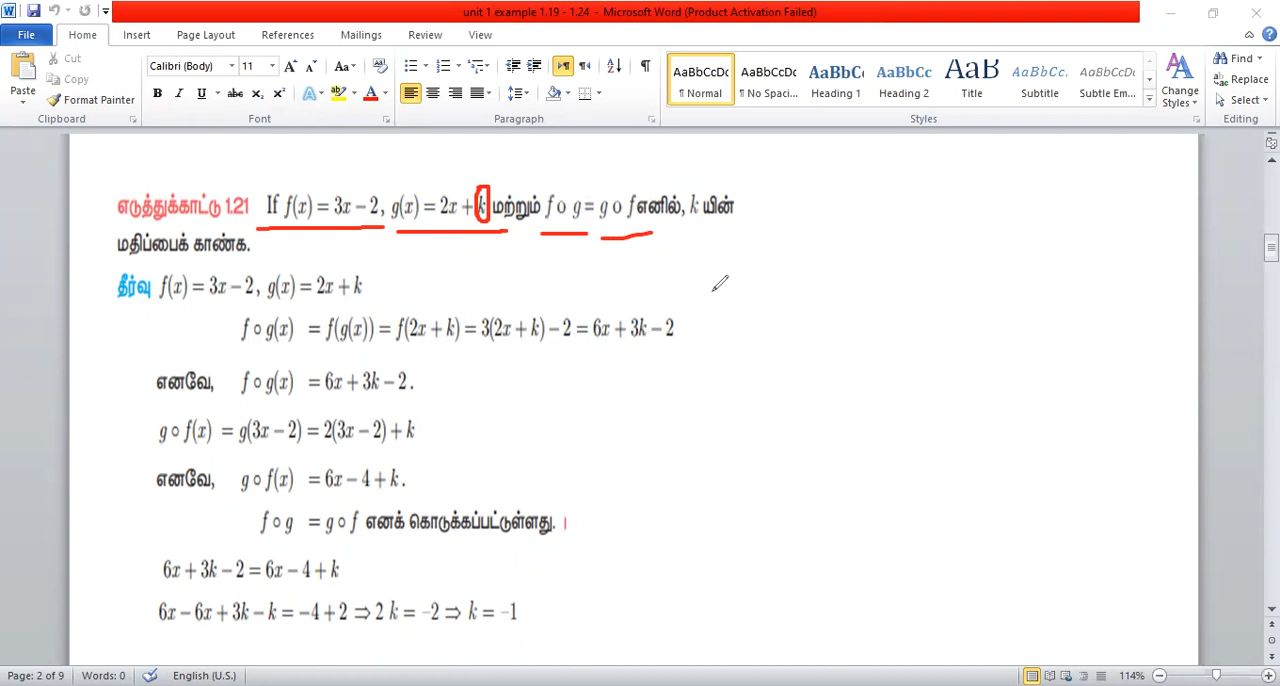 unit 1 example 1.19 - 1.24 - Microsoft Word (Product Activation Failed)
File Home Insert Page Layout References Mailings Review View
Cut
Copy
Format Painter
Paste
Clipboard
Calibri (Body) 11
Font
Paragraph
AaBbCcDc AaBbCcDc AaBbC AaBbCc AaB AaBbCc. AaBbCcDc
¶ Normal ¶ No Spaci... Heading 1 Heading 2 Title Subtitle Subtle Em...
Styles
Change Styles
Find
Replace
Select
Editing
எடுத்துக்காட்டு 1.21 If f(x) = 3x – 2, g(x) = 2x + k மற்றும் f o g = g o f எனில், k யின்
மதிப்பைக் காண்க.
தீர்வு f(x) = 3x – 2, g(x) = 2x + k
f ∘ g(x) = f(g(x)) = f(2x + k) = 3(2x + k) – 2 = 6x + 3k – 2
எனவே, f ∘ g(x) = 6x + 3k – 2.
g ∘ f(x) = g(3x – 2) = 2(3x – 2) + k
எனவே, g ∘ f(x) = 6x – 4 + k.
f ∘ g = g ∘ f எனக் கொடுக்கப்பட்டுள்ளது.
6x + 3k – 2 = 6x – 4 + k
6x – 6x + 3k – k = –4 + 2 ⇒ 2 k = –2 ⇒ k = –1
Page: 2 of 9 Words: 0 English (U.S.) 114%